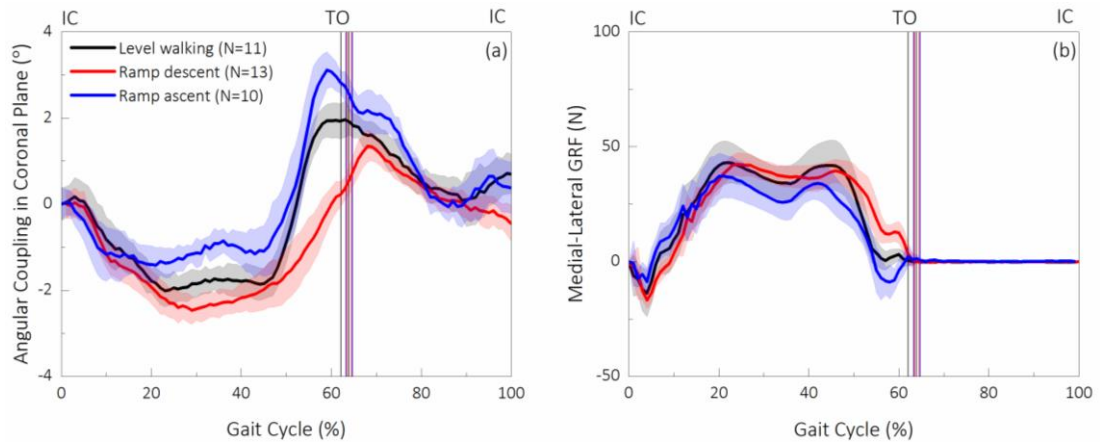 IC TO IC
4
(a)
Level walking (N=11)
Ramp descent (N=13)
Ramp ascent (N=10)
2
0
-2
-4
0 20 40 60 80 100
Gait Cycle (%)
Angular Coupling in Coronal Plane (°)
IC TO IC
100
(b)
50
0
-50
0 20 40 60 80 100
Gait Cycle (%)
Medial-Lateral GRF (N)